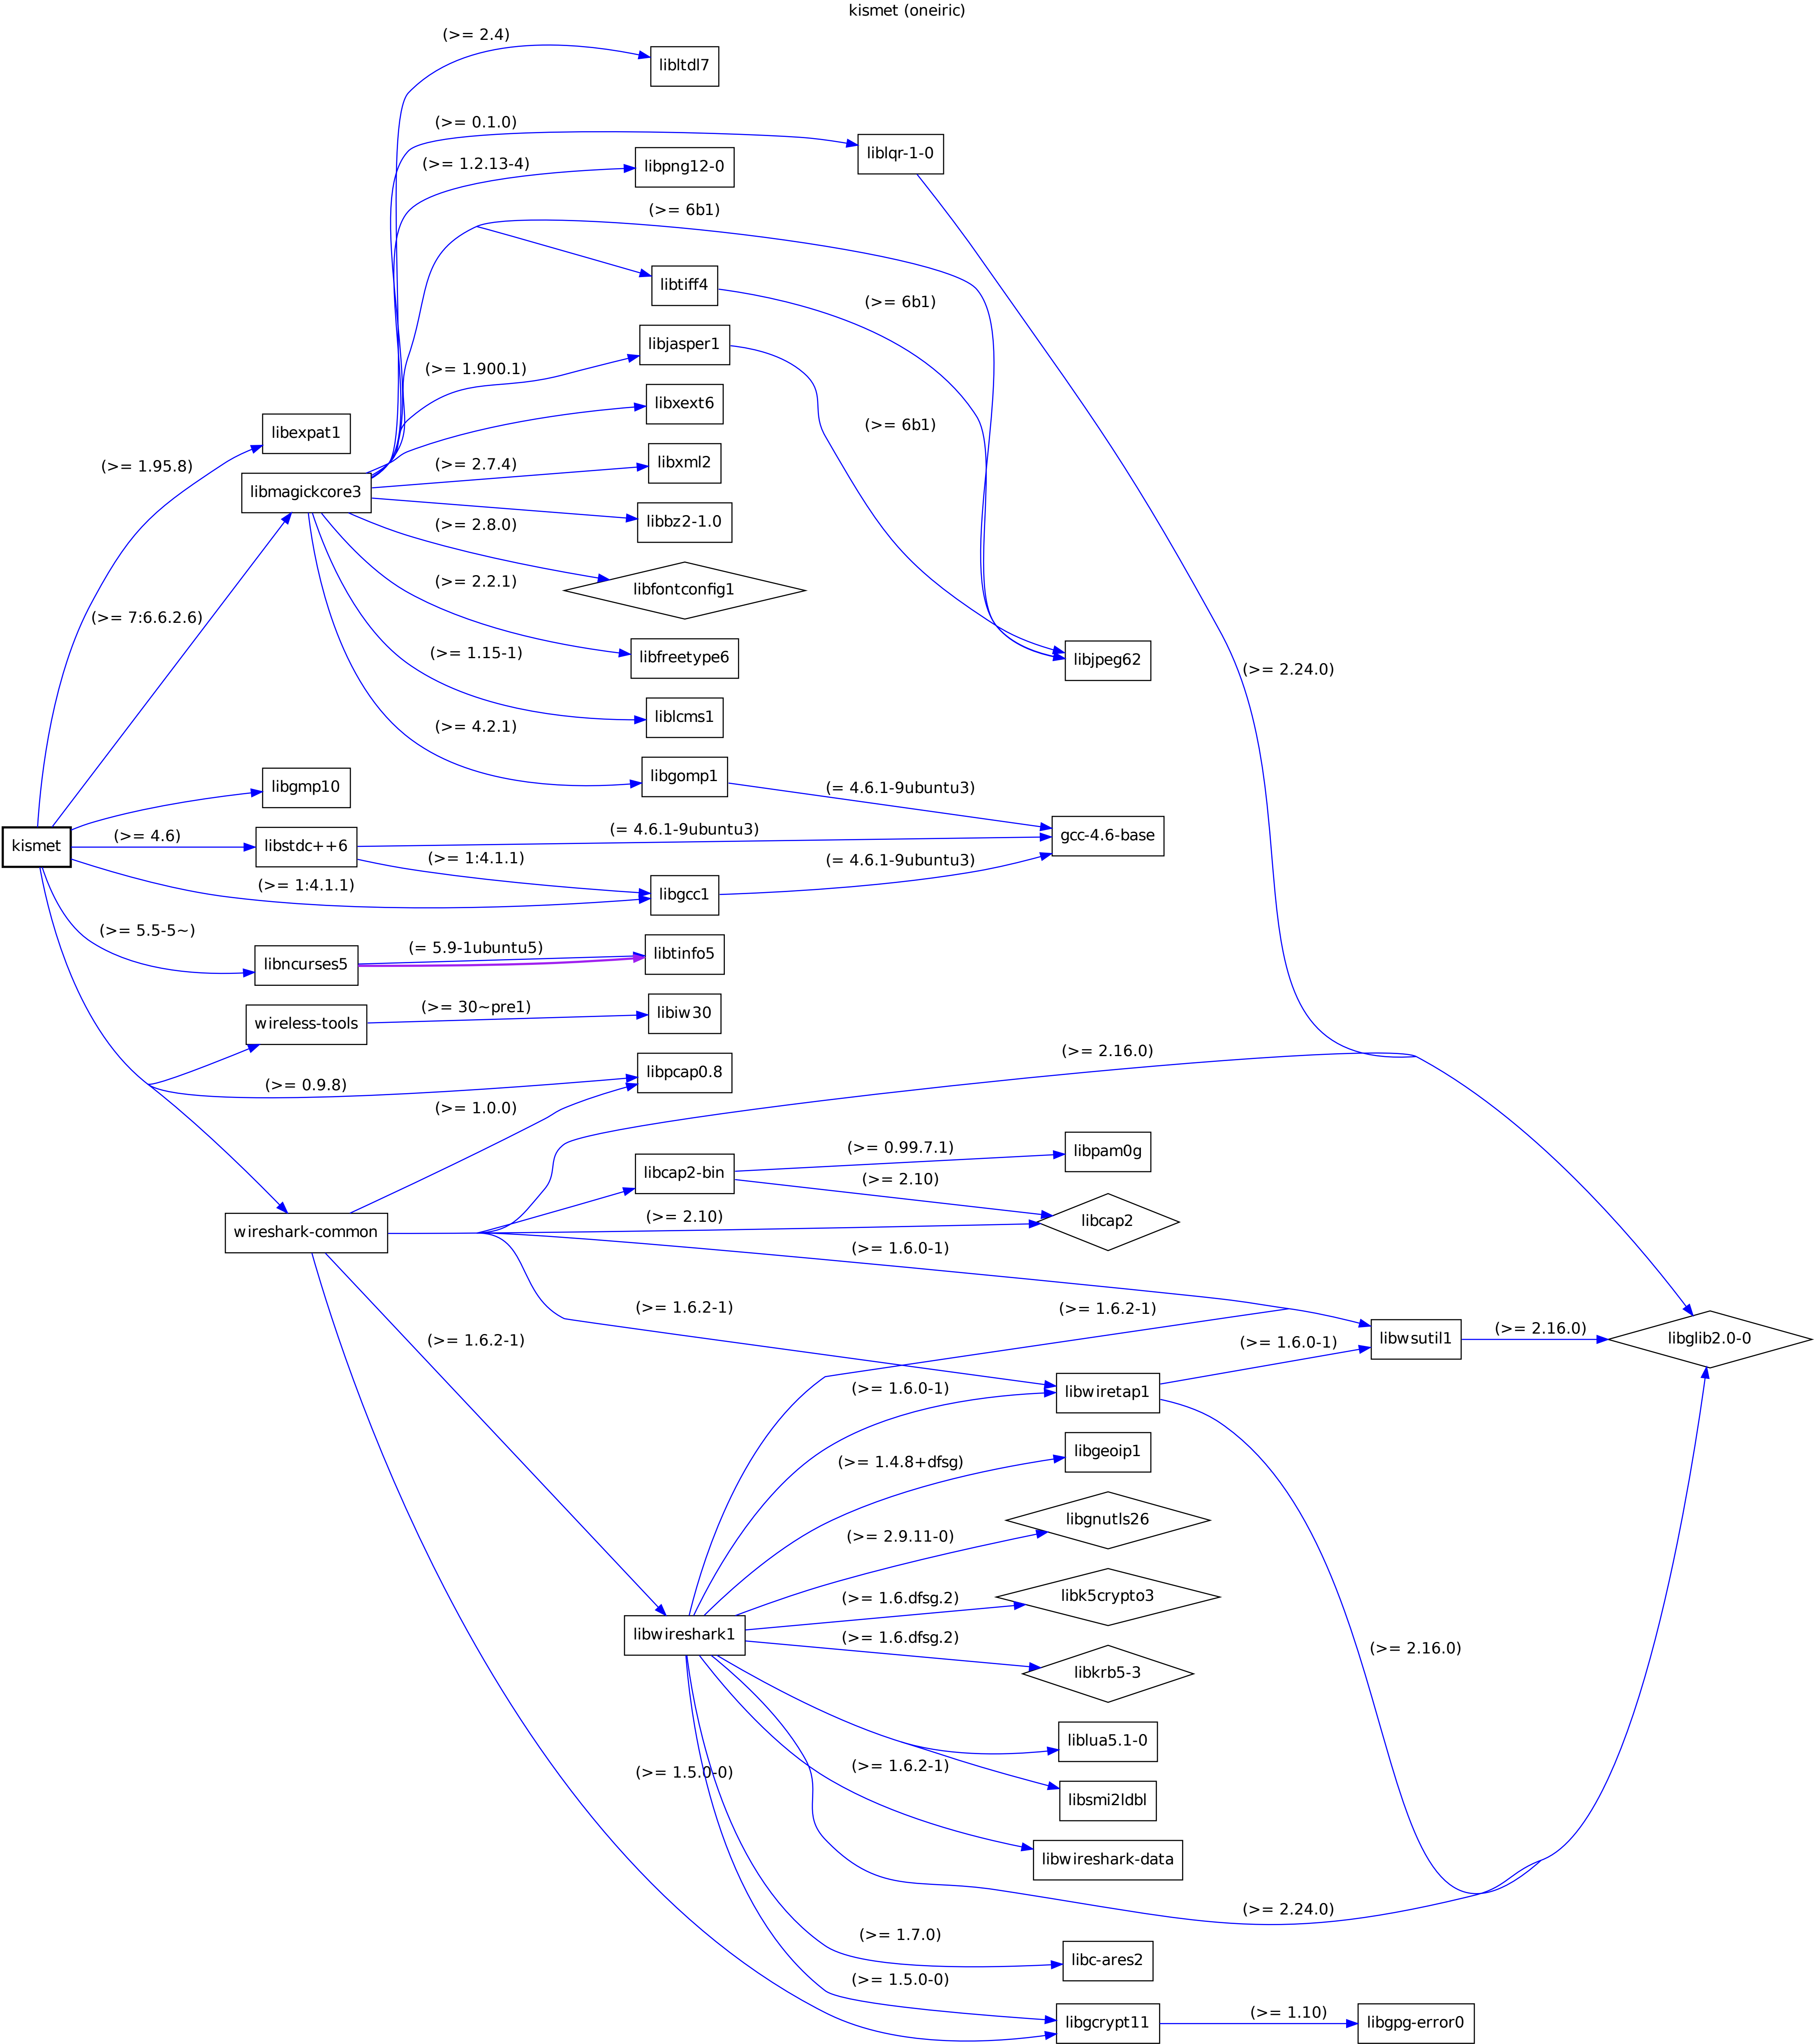 kismet (oneiric)
(>= 2.4)
libltdl7
(>= 0.1.0)
liblqr-1-0
(>= 1.2.13-4)
libpng12-0
(>= 6b1)
libtiff4
(>= 6b1)
libjasper1
(>= 1.900.1)
libxext6
(>= 6b1)
libexpat1
(>= 1.95.8)
(>= 2.7.4)
libxml2
libmagickcore3
(>= 2.8.0)
libbz2-1.0
(>= 2.2.1)
libfontconfig1
(>= 7:6.6.2.6)
(>= 1.15-1)
libfreetype6
libjpeg62
(>= 2.24.0)
liblcms1
(>= 4.2.1)
libgomp1
(= 4.6.1-9ubuntu3)
libgmp10
(= 4.6.1-9ubuntu3)
gcc-4.6-base
kismet
(>= 4.6)
libstdc++6
(>= 1:4.1.1)
(= 4.6.1-9ubuntu3)
(>= 1:4.1.1)
libgcc1
(>= 5.5-5~)
(= 5.9-1ubuntu5)
libtinfo5
libncurses5
(>= 30~pre1)
libiw30
wireless-tools
(>= 2.16.0)
libpcap0.8
(>= 0.9.8)
(>= 1.0.0)
(>= 0.99.7.1)
libpam0g
libcap2-bin
(>= 2.10)
(>= 2.10)
libcap2
wireshark-common
(>= 1.6.0-1)
(>= 1.6.2-1)
(>= 1.6.2-1)
(>= 1.6.2-1)
(>= 1.6.0-1)
libwsutil1
(>= 2.16.0)
libglib2.0-0
(>= 1.6.0-1)
libwiretap1
(>= 1.4.8+dfsg)
libgeoip1
(>= 2.9.11-0)
libgnutls26
(>= 1.6.dfsg.2)
libk5crypto3
libwireshark1
(>= 1.6.dfsg.2)
(>= 2.16.0)
libkrb5-3
liblua5.1-0
(>= 1.5.0-0)
(>= 1.6.2-1)
libsmi2ldbl
libwireshark-data
(>= 2.24.0)
(>= 1.7.0)
libc-ares2
(>= 1.5.0-0)
libgcrypt11
(>= 1.10)
libgpg-error0